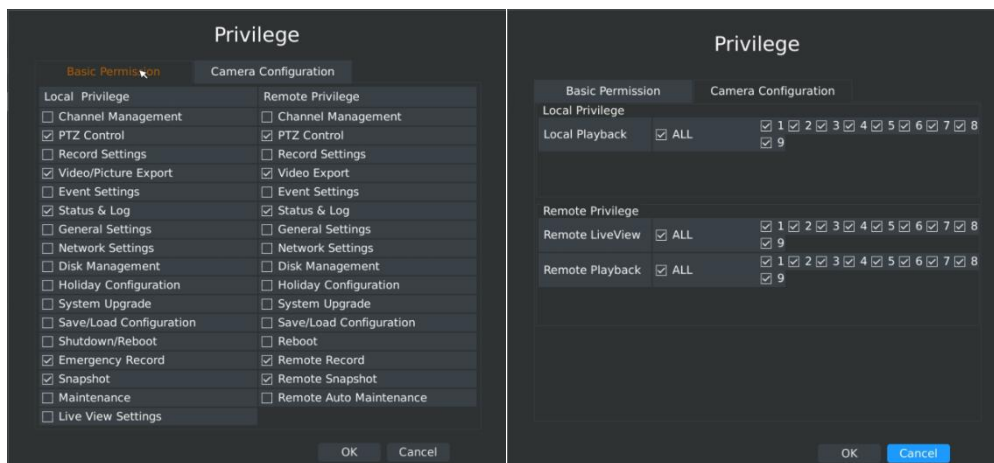 Privilege
Basic Permission Camera Configuration
Local Privilege Remote Privilege
Channel Management Channel Management
PTZ Control PTZ Control
Record Settings Record Settings
Video/Picture Export Video Export
Event Settings Event Settings
Status & Log Status & Log
General Settings General Settings
Network Settings Network Settings
Disk Management Disk Management
Holiday Configuration Holiday Configuration
System Upgrade System Upgrade
Save/Load Configuration Save/Load Configuration
Shutdown/Reboot Reboot
Emergency Record Remote Record
Snapshot Remote Snapshot
Maintenance Remote Auto Maintenance
Live View Settings
OK Cancel
Privilege
Basic Permission Camera Configuration
Local Privilege
Local Playback ALL 1 2 3 4 5 6 7 8
9
Remote Privilege
Remote LiveView ALL 1 2 3 4 5 6 7 8
9
Remote Playback ALL 1 2 3 4 5 6 7 8
9
OK Cancel